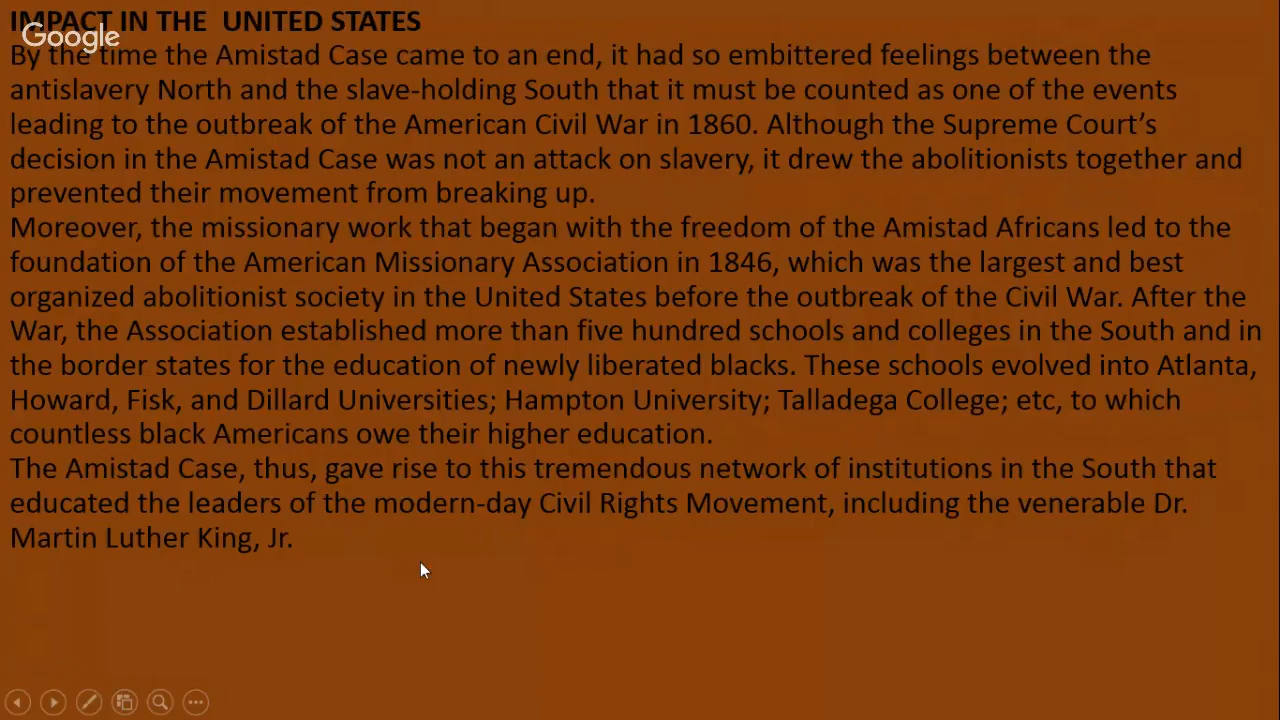 IMPACT IN THE  UNITED STATES
Google
By the time the Amistad Case came to an end, it had so embittered feelings between the
antislavery North and the slave-holding South that it must be counted as one of the events
leading to the outbreak of the American Civil War in 1860. Although the Supreme Court’s
decision in the Amistad Case was not an attack on slavery, it drew the abolitionists together and
prevented their movement from breaking up.
Moreover, the missionary work that began with the freedom of the Amistad Africans led to the
foundation of the American Missionary Association in 1846, which was the largest and best
organized abolitionist society in the United States before the outbreak of the Civil War. After the
War, the Association established more than five hundred schools and colleges in the South and in
the border states for the education of newly liberated blacks. These schools evolved into Atlanta,
Howard, Fisk, and Dillard Universities; Hampton University; Talladega College; etc, to which
countless black Americans owe their higher education.
The Amistad Case, thus, gave rise to this tremendous network of institutions in the South that
educated the leaders of the modern-day Civil Rights Movement, including the venerable Dr.
Martin Luther King, Jr.